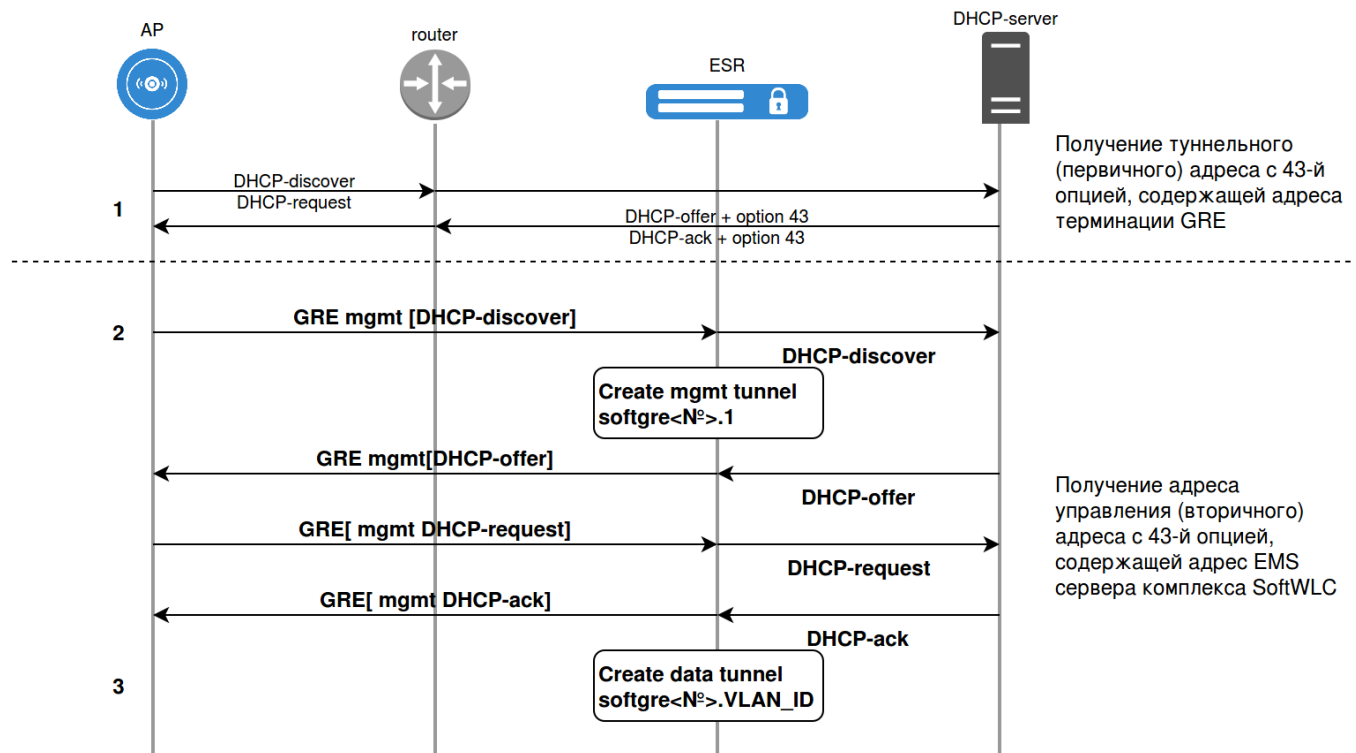 AP
router
ESR
DHCP-server
1
DHCP-discover
DHCP-request
DHCP-offer + option 43
DHCP-ack + option 43
Получение туннельного
(первичного) адреса с 43-й
опцией, содержащей адреса
терминации GRE
2
GRE mgmt [DHCP-discover]
DHCP-discover
Create mgmt tunnel
softgre<№>.1
GRE mgmt[DHCP-offer]
DHCP-offer
GRE[ mgmt DHCP-request]
DHCP-request
GRE[ mgmt DHCP-ack]
DHCP-ack
Получение адреса
управления (вторичного)
адреса с 43-й опцией,
содержащей адрес EMS
сервера комплекса SoftWLC
3
Create data tunnel
softgre<№>.VLAN_ID